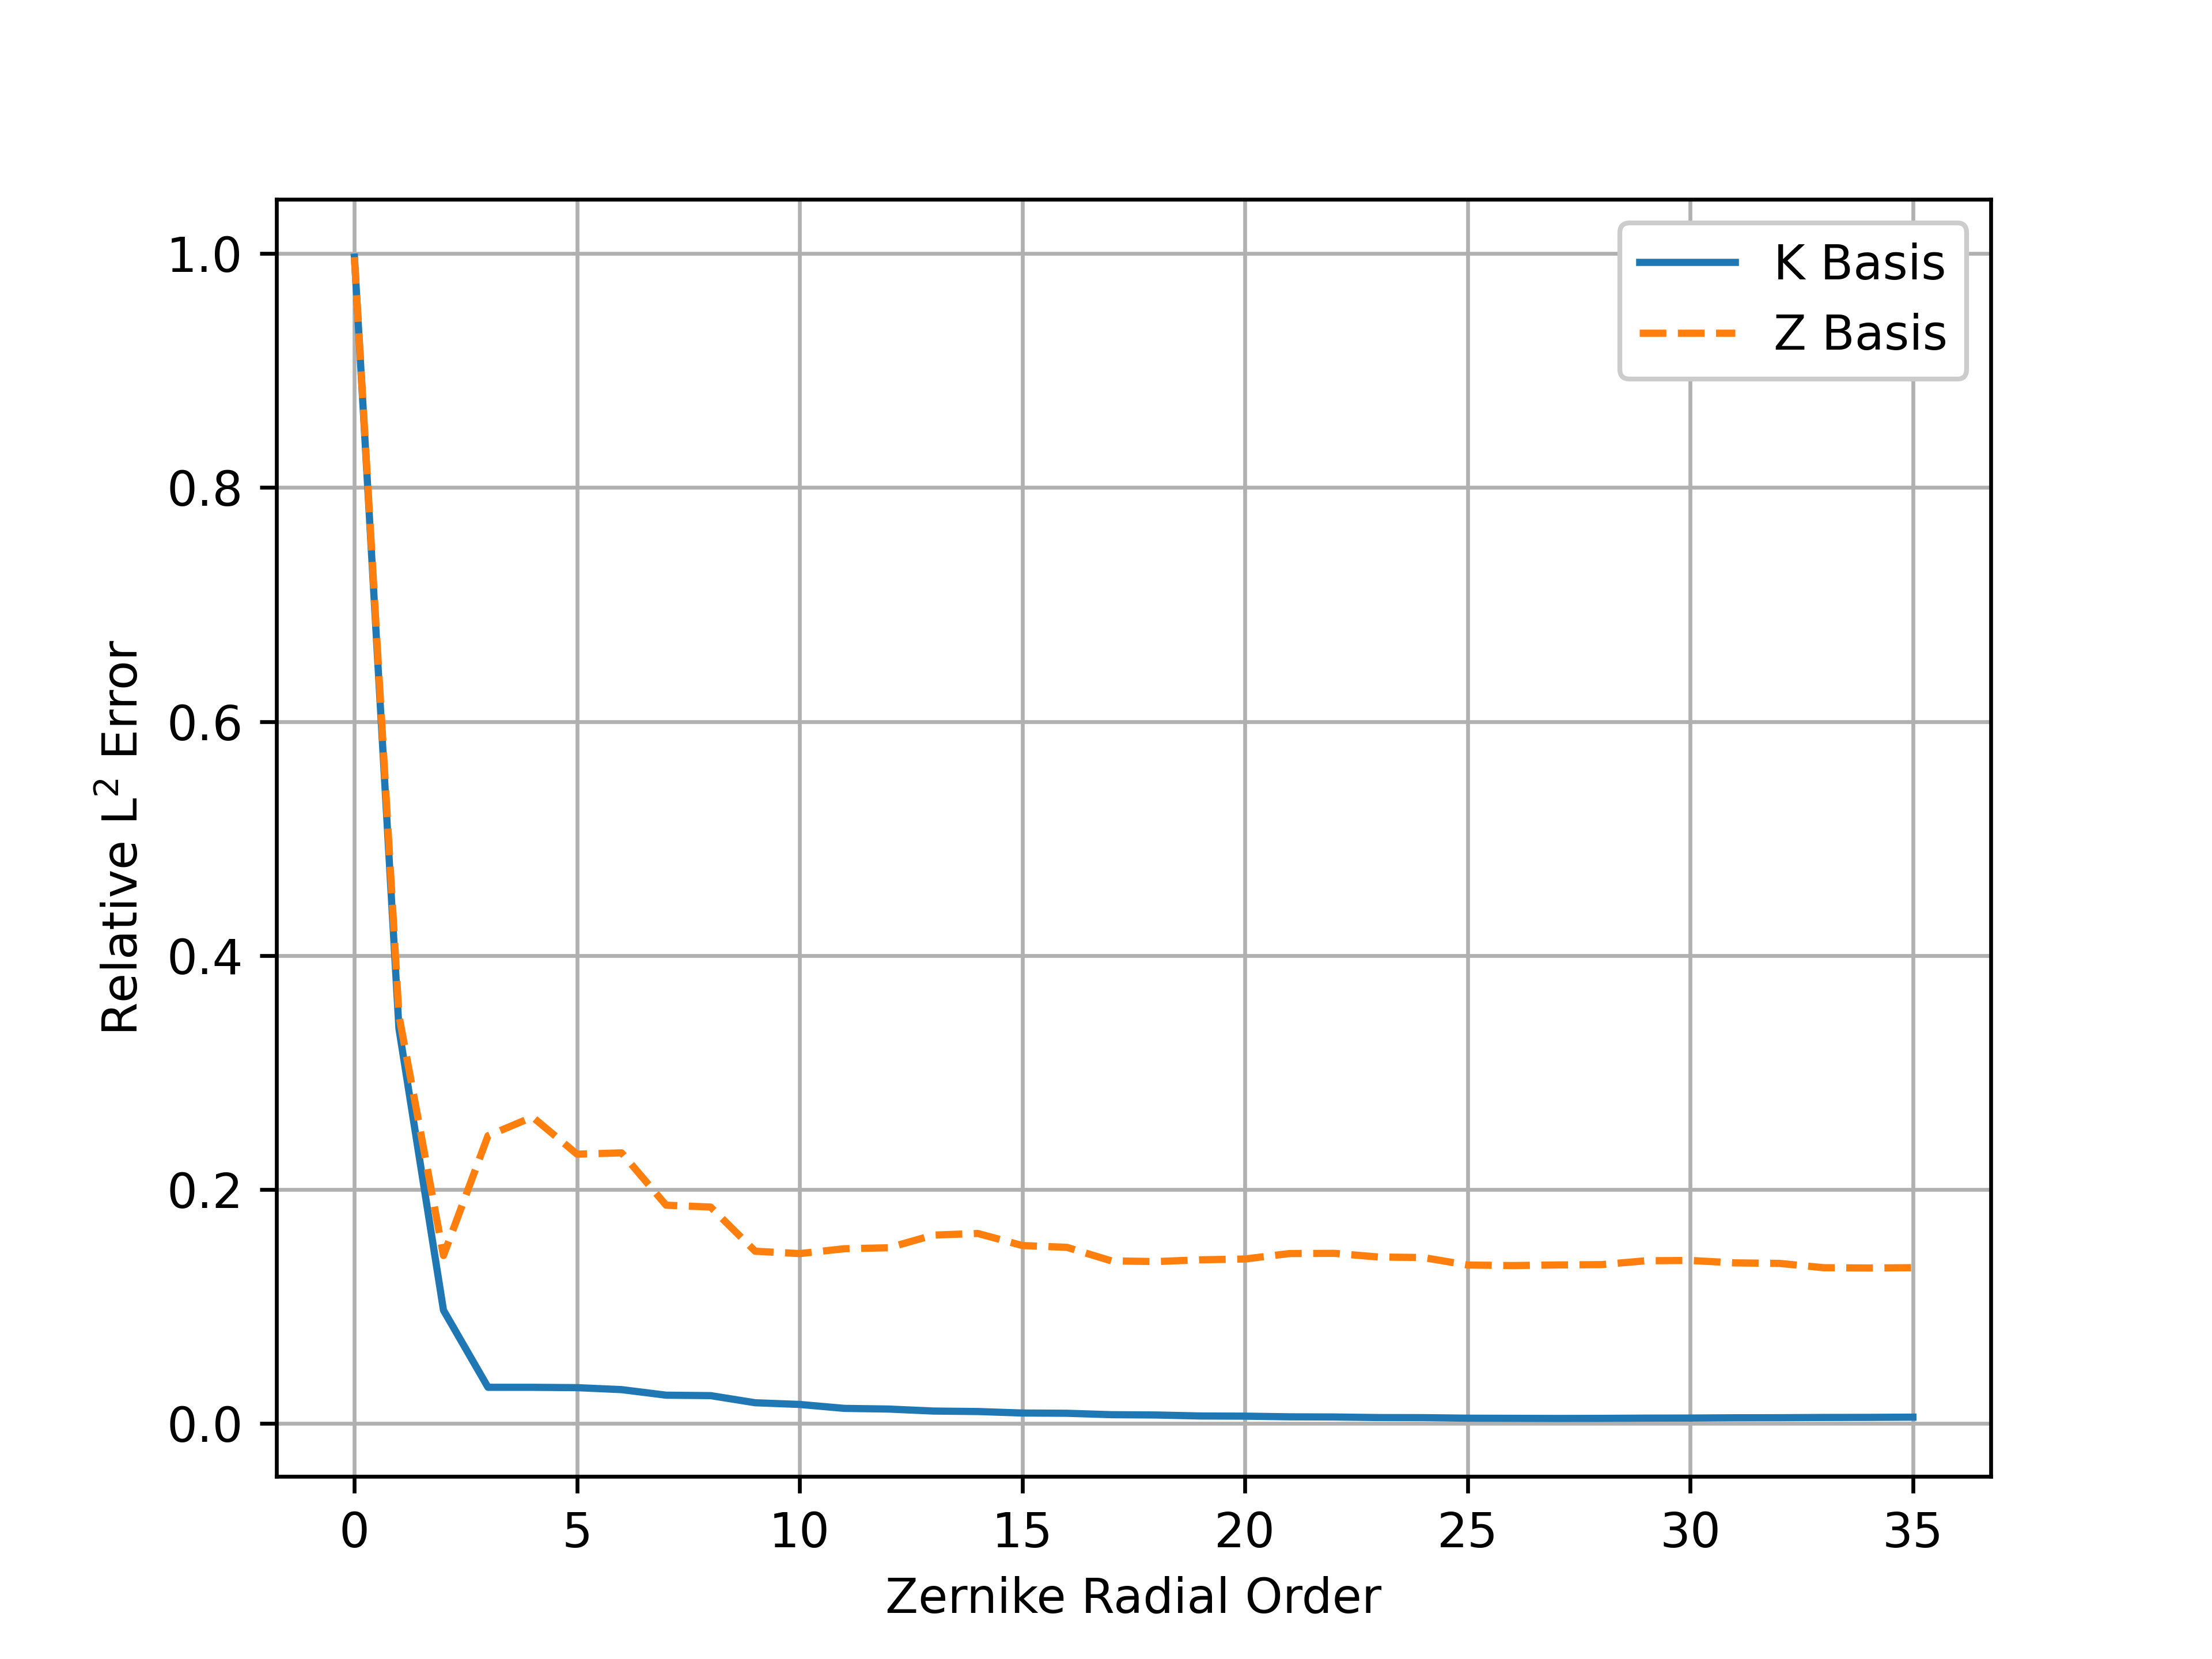 K Basis
Z Basis
1.0
0.8
0.6
0.4
0.2
0.0
Relative L² Error
0 5 10 15 20 25 30 35
Zernike Radial Order